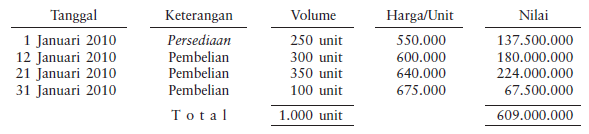 Tanggal Keterangan Volume Harga/Unit Nilai
1 Januari 2010 Persediaan 250 unit 550.000 137.500.000
12 Januari 2010 Pembelian 300 unit 600.000 180.000.000
21 Januari 2010 Pembelian 350 unit 640.000 224.000.000
31 Januari 2010 Pembelian 100 unit 675.000 67.500.000
Total 1.000 unit 609.000.000